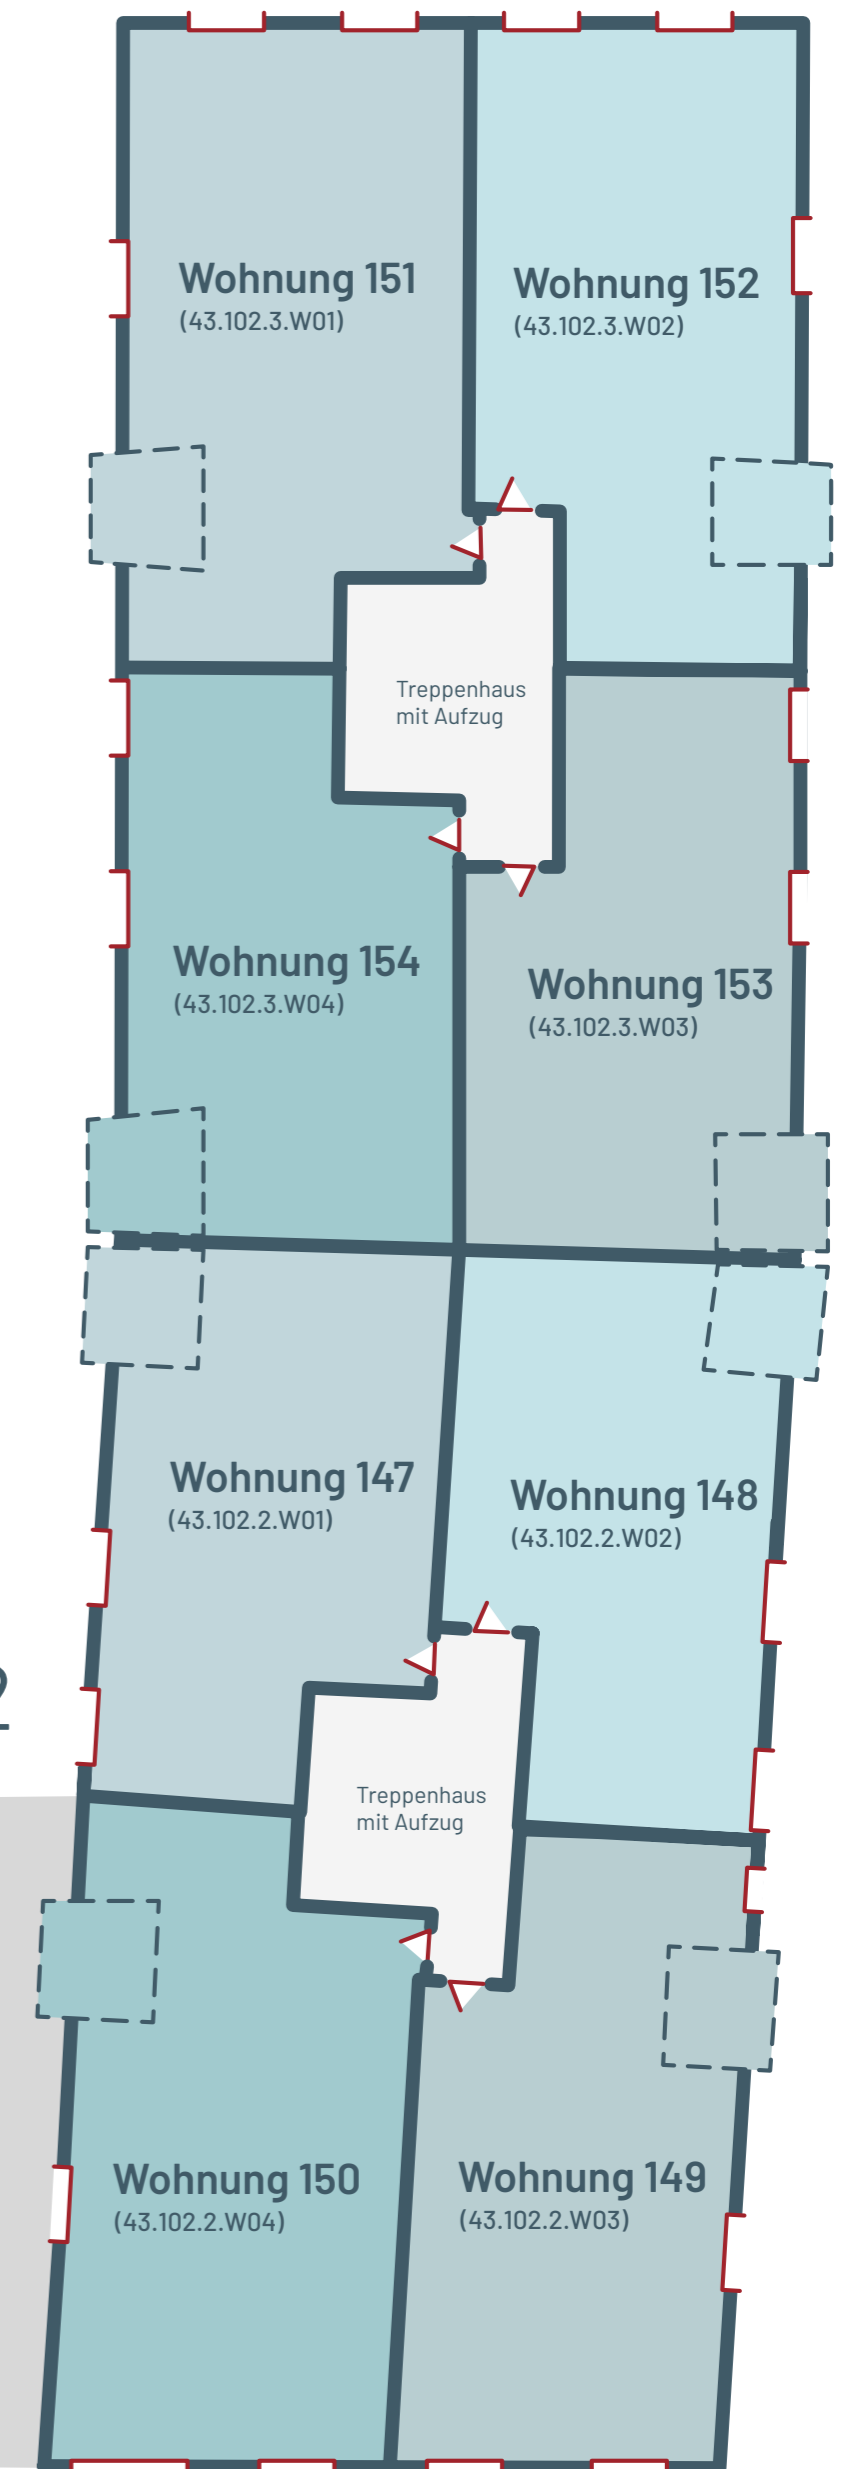 Wohnung 151
(43.102.3.W01)
Wohnung 152
(43.102.3.W02)
Treppenhaus
mit Aufzug
Wohnung 154
(43.102.3.W04)
Wohnung 153
(43.102.3.W03)
Wohnung 147
(43.102.2.W01)
Wohnung 148
(43.102.2.W02)
2
Treppenhaus
mit Aufzug
Wohnung 150
(43.102.2.W04)
Wohnung 149
(43.102.2.W03)